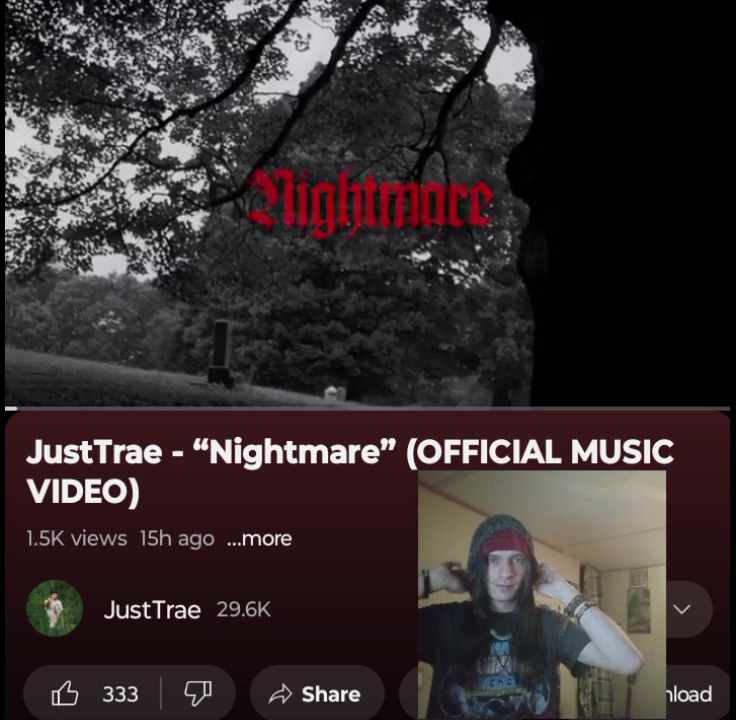 Nightmare
JustTrae - “Nightmare” (OFFICIAL MUSIC
VIDEO)
1.5K views 15h ago ...more
JustTrae 29.6K
333 Share nload